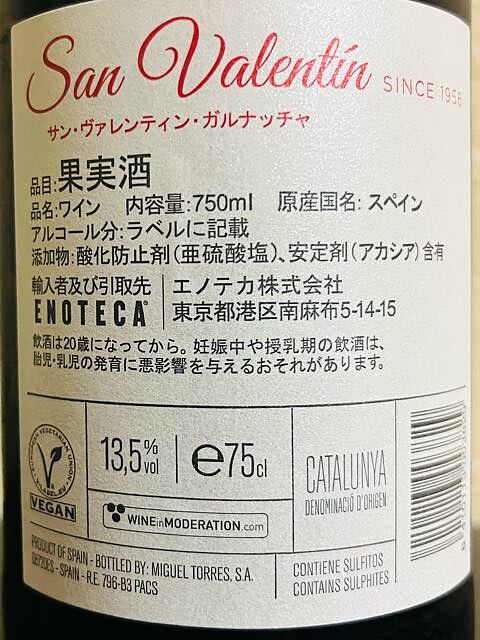 San Valentín SINCE 1956
サン・ヴァレンティン・ガルナッチャ
品目:果実酒
品名:ワイン 内容量:750ml 原産国名: スペイン
アルコール分:ラベルに記載
添加物:酸化防止剤(亜硫酸塩)、安定剤(アカシア)含有
輸入者及び引取先 エノテカ株式会社
ENOTECA 東京都港区南麻布5-14-15
飲酒は20歳になってから。妊娠中や授乳期の飲酒は、
胎児・乳児の発育に悪影響を与えるおそれがあります。
VEGAN
13,5% vol
e75cl
CATALUNYA
DENOMINACIÓ D'ORIGEN
WINEinMODERATION.com
PRODUCT OF SPAIN - BOTTLED BY: MIGUEL TORRES, S.A.
08720ES - SPAIN - R.E. 796-B3 PACS
CONTIENE SULFITOS
CONTAINS SULPHITES